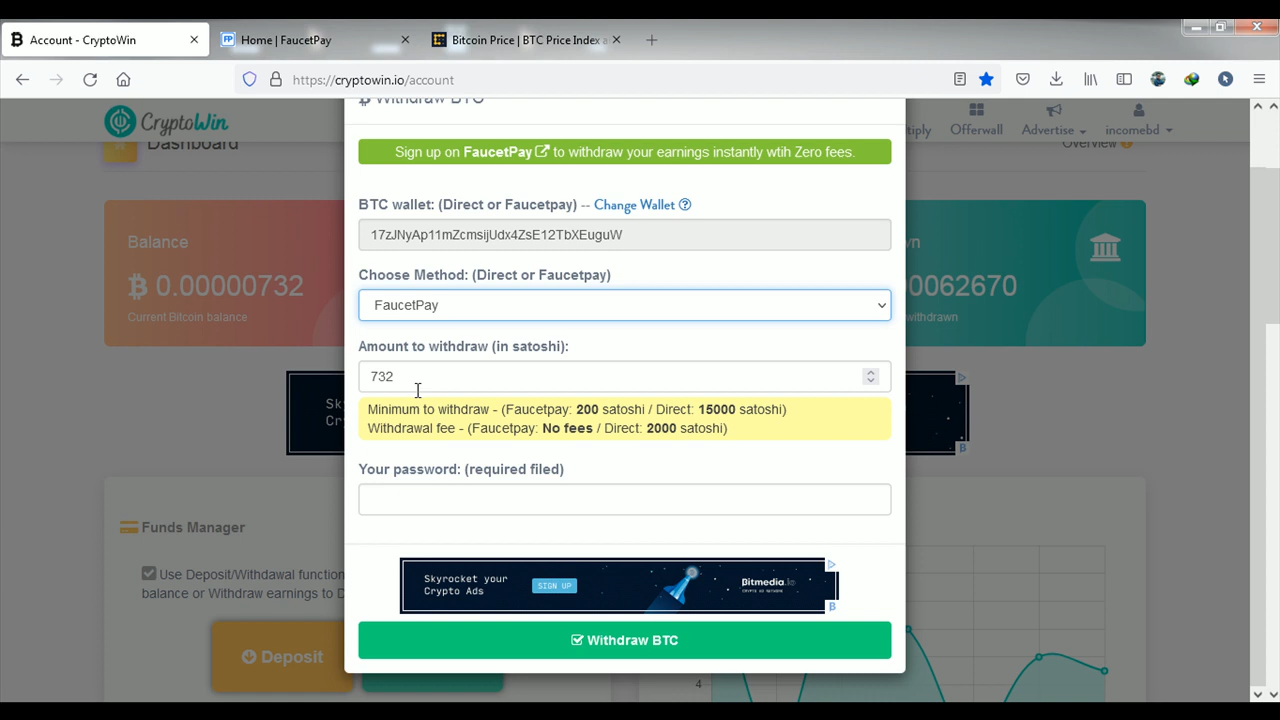 Account - CryptoWin
Home | FaucetPay
Bitcoin Price | BTC Price Index a
https://cryptowin.io/account
CryptoWin
Withdraw BTC
Offerwall
Advertise
incomebd
Dashboard
Overview
Sign up on FaucetPay to withdraw your earnings instantly wtih Zero fees.
BTC wallet: (Direct or Faucetpay) -- Change Wallet
17zJNyAp11mZcmsijUdx4ZsE12TbXEuguW
Balance
0.00000732
Current Bitcoin balance
Choose Method: (Direct or Faucetpay)
FaucetPay
Amount to withdraw (in satoshi):
732
Minimum to withdraw - (Faucetpay: 200 satoshi / Direct: 15000 satoshi)
Withdrawal fee - (Faucetpay: No fees / Direct: 2000 satoshi)
Your password: (required filed)
Funds Manager
Use Deposit/Withdawal function
balance or Withdraw earnings to D
Deposit
Skyrocket your
Crypto Ads
SIGN UP
Bitmedia.io
CRYPTO AD NETWORK
Withdraw BTC
4